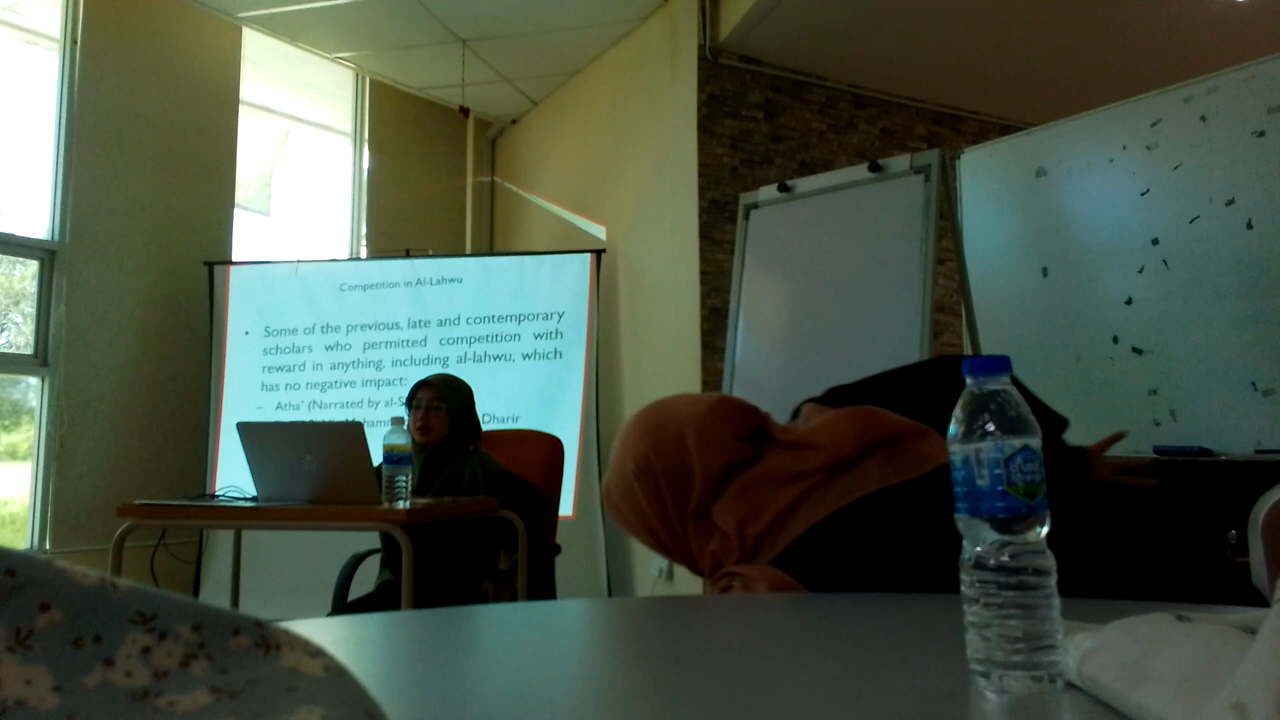 Competition in Al-Lahwu
• Some of the previous, late and contemporary
scholars who permitted competition with
reward in anything, including al-lahwu, which
has no negative impact:
– Atha' (Narrated by al-S
Dharir